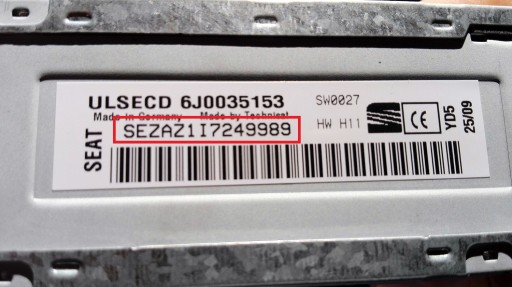 ULSECD 6J0035153
SW0027
Made in Germany Made by Technisat
SEZAZ1I7249989
HW H11
CE
SEAT
YD5
25/09